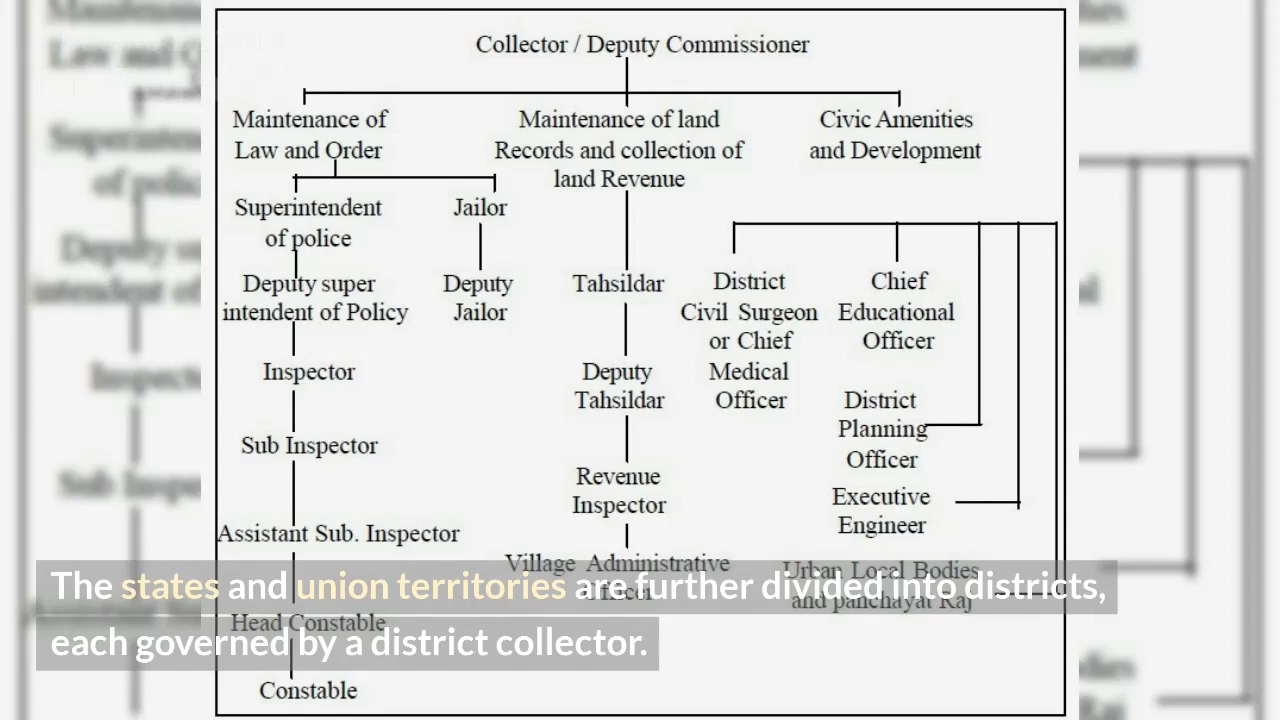 Collector / Deputy Commissioner
Maintenance of
Law and Order
Maintenance of land
Records and collection of
land Revenue
Civic Amenities
and Development
Superintendent
of police
Jailor
Deputy super
intendent of Policy
Deputy
Jailor
Tahsildar
District
Civil Surgeon
or Chief
Medical
Officer
Chief
Educational
Officer
Inspector
Deputy
Tahsildar
District
Planning
Officer
Sub Inspector
Revenue
Inspector
Executive
Engineer
Assistant Sub. Inspector
Village Administrative
Officer
Urban Local Bodies
and panchayat Raj
Head Constable
Constable
The states and union territories are further divided into districts,
each governed by a district collector.